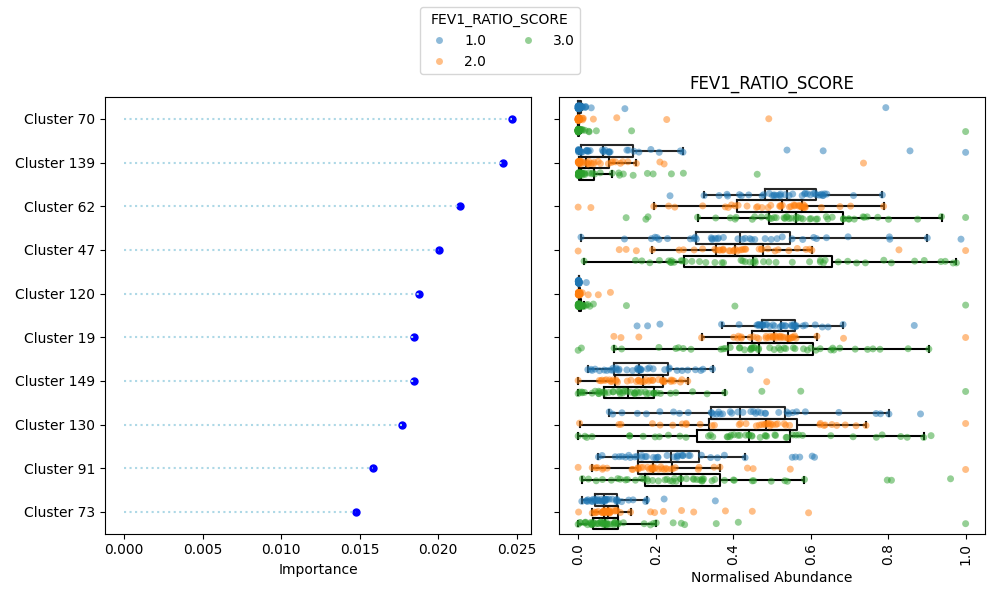 FEV1_RATIO_SCORE
1.0 3.0
2.0
FEV1_RATIO_SCORE
Cluster 70
Cluster 139
Cluster 62
Cluster 47
Cluster 120
Cluster 19
Cluster 149
Cluster 130
Cluster 91
Cluster 73
0.000 0.005 0.010 0.015 0.020 0.025
Importance
0.0 0.2 0.4 0.6 0.8 1.0
Normalised Abundance